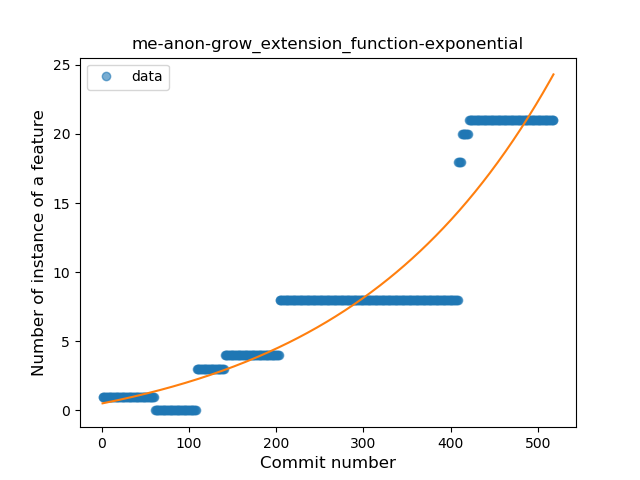 me-anon-grow_extension_function-exponential
data
Number of instance of a feature
25
20
15
10
5
0
0 100 200 300 400 500
Commit number